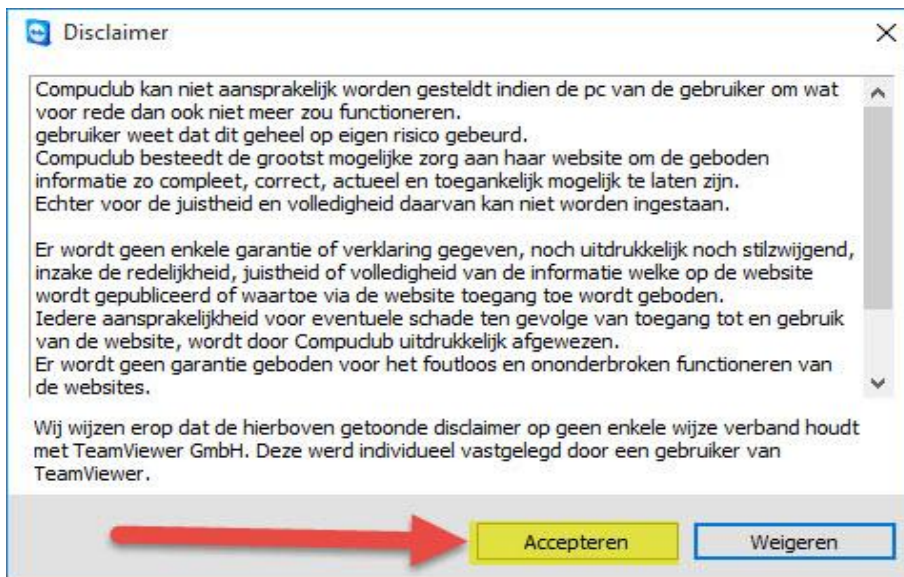 Disclaimer
Compuclub kan niet aansprakelijk worden gesteldt indien de pc van de gebruiker om wat
voor rede dan ook niet meer zou functioneren.
gebruiker weet dat dit geheel op eigen risico gebeurd.
Compuclub besteedt de grootst mogelijke zorg aan haar website om de geboden
informatie zo compleet, correct, actueel en toegankelijk mogelijk te laten zijn.
Echter voor de juistheid en volledigheid daarvan kan niet worden ingestaan.
Er wordt geen enkele garantie of verklaring gegeven, noch uitdrukkelijk noch stilzwijgend,
inzake de redelijkheid, juistheid of volledigheid van de informatie welke op de website
wordt gepubliceerd of waartoe via de website toegang toe wordt geboden.
Iedere aansprakelijkheid voor eventuele schade ten gevolge van toegang tot en gebruik
van de website, wordt door Compuclub uitdrukkelijk afgewezen.
Er wordt geen garantie geboden voor het foutloos en ononderbroken functioneren van
de websites.
Wij wijzen erop dat de hierboven getoonde disclaimer op geen enkele wijze verband houdt
met TeamViewer GmbH. Deze werd individueel vastgelegd door een gebruiker van
TeamViewer.
Accepteren
Weigeren